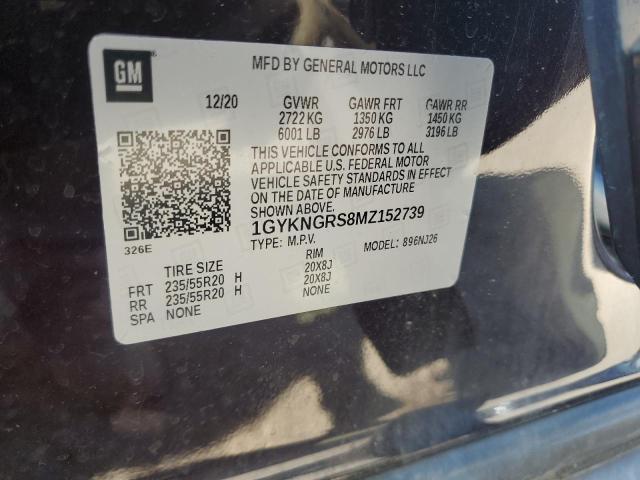 GM
MFD BY GENERAL MOTORS LLC
12/20 GVWR GAWR FRT GAWR RR
2722 KG 1350 KG 1450 KG
6001 LB 2976 LB 3196 LB
THIS VEHICLE CONFORMS TO ALL
APPLICABLE U.S. FEDERAL MOTOR
VEHICLE SAFETY STANDARDS IN EFFECT
ON THE DATE OF MANUFACTURE
1GYKNGRS8MZ152739
326E
TYPE: M.P.V. MODEL: 896NJ26
TIRE SIZE RIM
FRT 235/55R20 H 20X8J
RR 235/55R20 H 20X8J
SPA NONE NONE